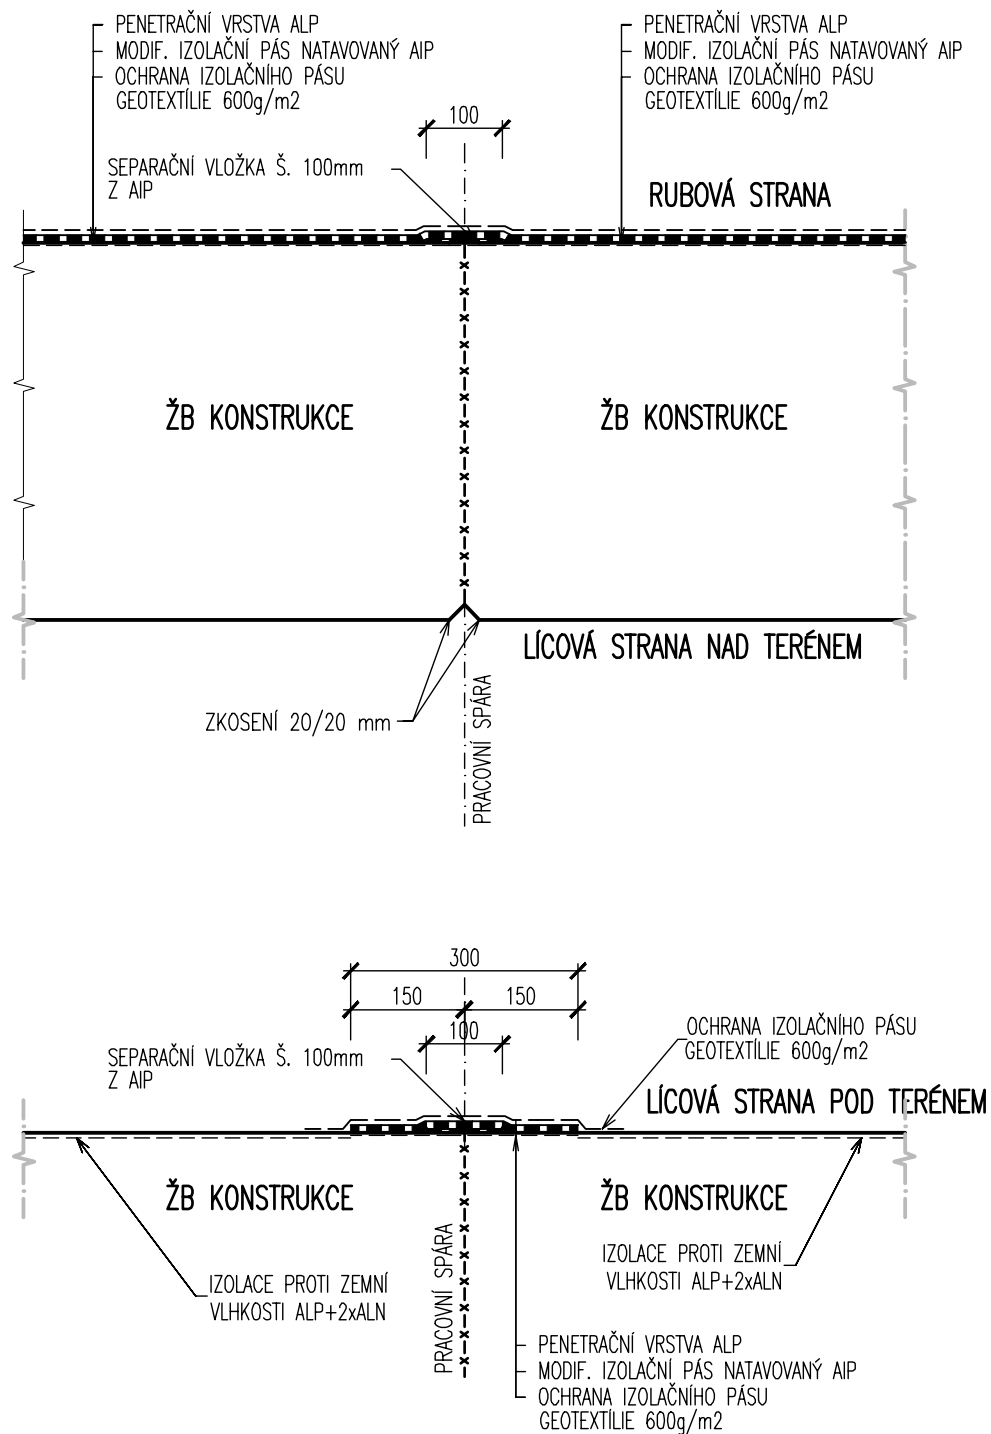 PENETRAČNÍ VRSTVA ALP
MODIF. IZOLAČNÍ PÁS NATAVOVANÝ AIP
OCHRANA IZOLAČNÍHO PÁSU
GEOTEXTÍLIE 600g/m2
PENETRAČNÍ VRSTVA ALP
MODIF. IZOLAČNÍ PÁS NATAVOVANÝ AIP
OCHRANA IZOLAČNÍHO PÁSU
GEOTEXTÍLIE 600g/m2
100
SEPARAČNÍ VLOŽKA Š. 100mm
Z AIP
RUBOVÁ STRANA
ŽB KONSTRUKCE
ŽB KONSTRUKCE
LÍCOVÁ STRANA NAD TERÉNEM
ZKOSENÍ 20/20 mm
PRACOVNÍ SPÁRA
300
150
150
100
SEPARAČNÍ VLOŽKA Š. 100mm
Z AIP
OCHRANA IZOLAČNÍHO PÁSU
GEOTEXTÍLIE 600g/m2
LÍCOVÁ STRANA POD TERÉNEM
ŽB KONSTRUKCE
ŽB KONSTRUKCE
IZOLACE PROTI ZEMNÍ
VLHKOSTI ALP+2xALN
PRACOVNÍ SPÁRA
IZOLACE PROTI ZEMNÍ
VLHKOSTI ALP+2xALN
PENETRAČNÍ VRSTVA ALP
MODIF. IZOLAČNÍ PÁS NATAVOVANÝ AIP
OCHRANA IZOLAČNÍHO PÁSU
GEOTEXTÍLIE 600g/m2